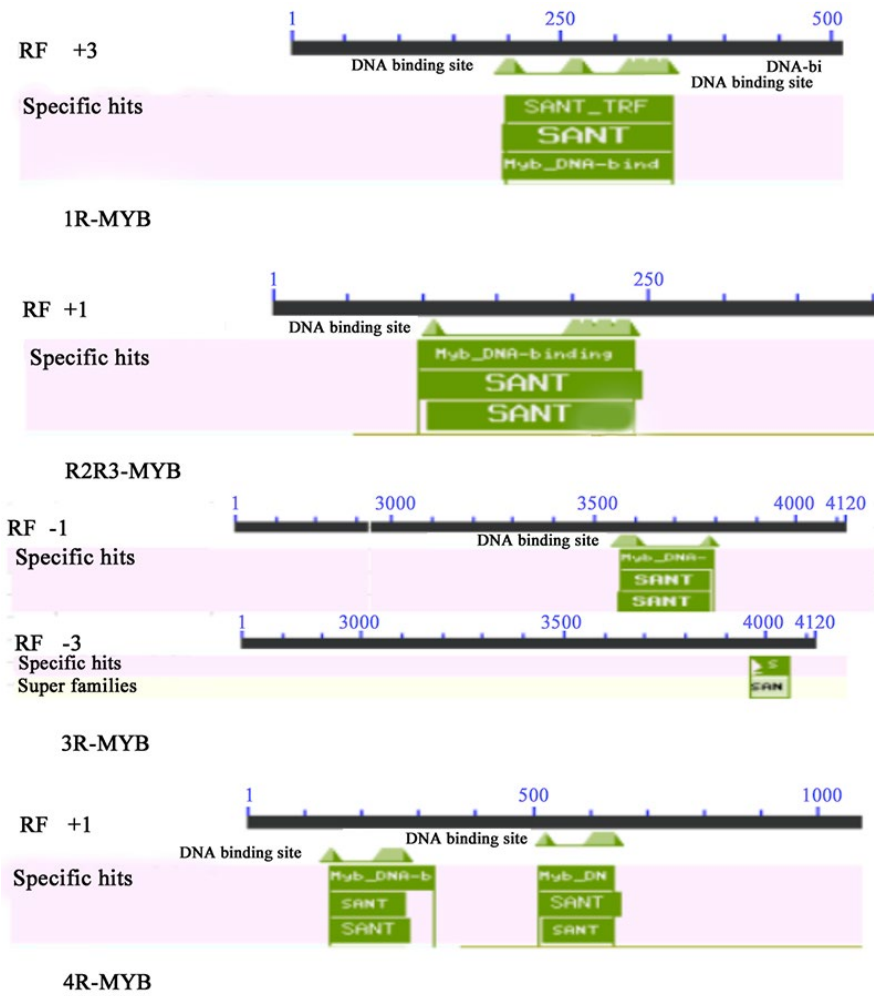 1 250 500
RF +3
DNA binding site
DNA-bi
DNA binding site
Specific hits
SANT_TRF
SANT
Myb_DNA-bind
1R-MYB
1 250
RF +1
DNA binding site
Specific hits
Myb_DNA-binding
SANT
SANT
R2R3-MYB
1 3000 3500 4000 4120
RF -1
DNA binding site
Specific hits
Myb_DNA-
SANT
SANT
1 3000 3500 4000 4120
RF -3
Specific hits
S
Super families
SAN
3R-MYB
1 500 1000
RF +1
DNA binding site
DNA binding site
Specific hits
Myb_DNA-b Myb_DN
SANT SANT
SANT SANT
4R-MYB